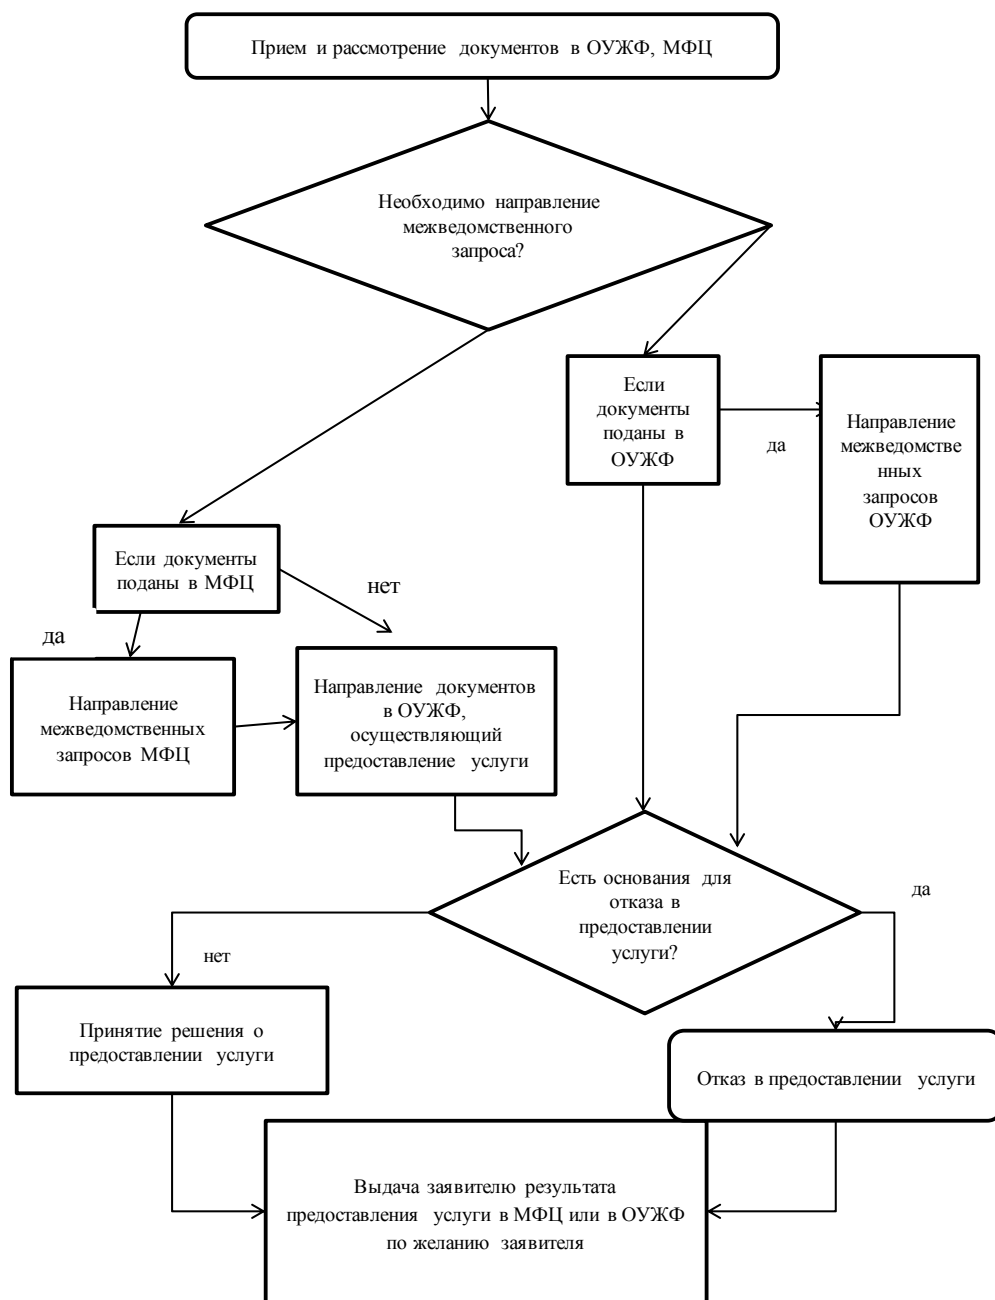 Прием и рассмотрение документов в ОУЖФ, МФЦ
Необходимо направление
межведомственного
запроса?
Если
документы
поданы в
ОУЖФ
да
Направление
межведомстве
нных
запросов
ОУЖФ
Если документы
поданы в МФЦ
нет
да
Направление
межведомственных
запросов МФЦ
Направление документов
в ОУЖФ,
осуществляющий
предоставление услуги
Есть основания для
отказа в
предоставлении
услуги?
да
нет
Принятие решения о
предоставлении услуги
Отказ в предоставлении услуги
Выдача заявителю результата
предоставления услуги в МФЦ или в ОУЖФ
по желанию заявителя